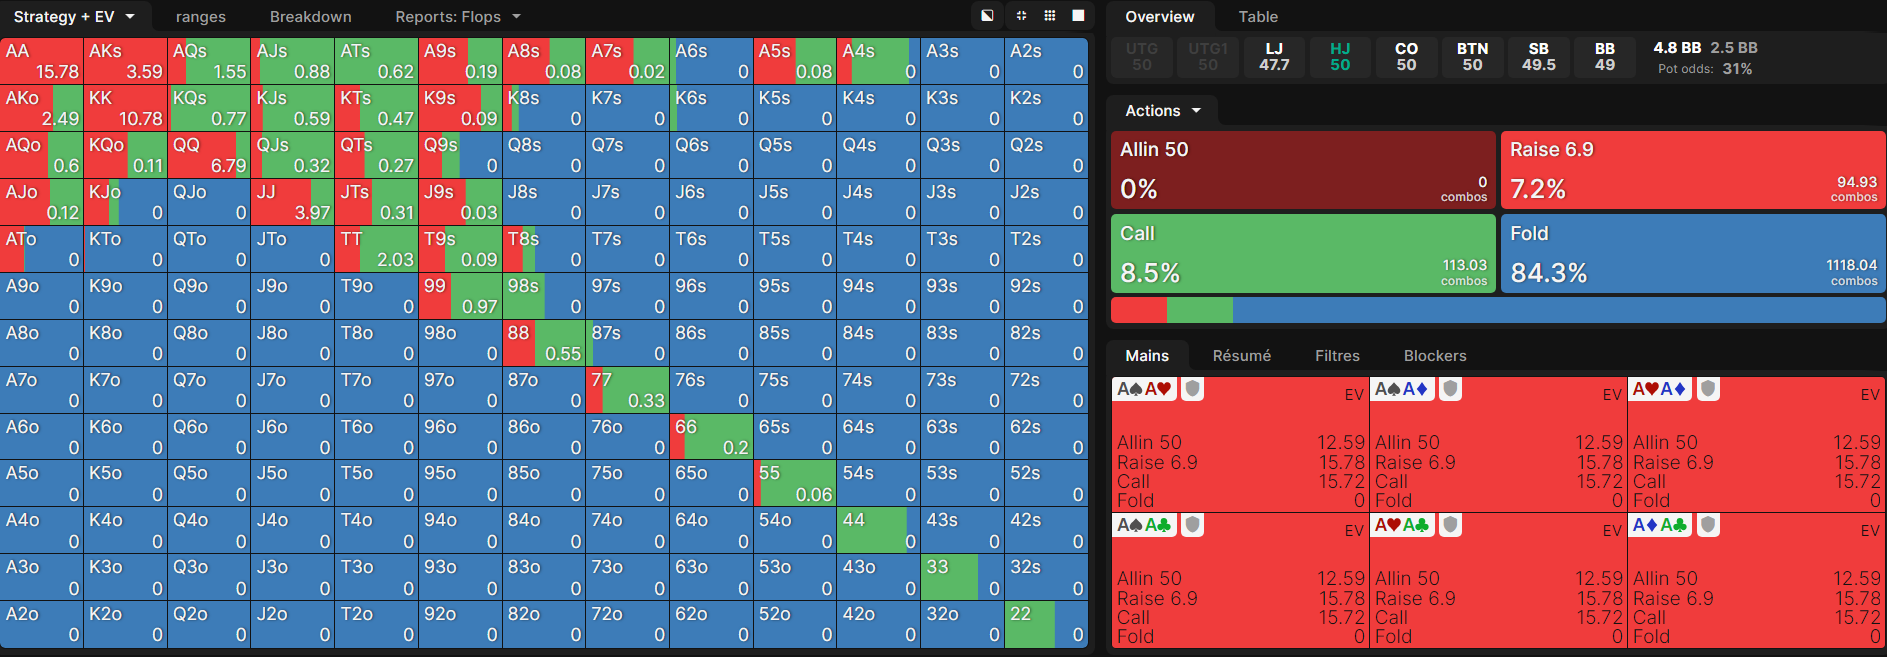 Strategy + EV ranges Breakdown Reports: Flops
AA AKs AQs AJs ATs A9s A8s A7s A6s A5s A4s A3s A2s
15.78 3.59 1.55 0.88 0.62 0.19 0.08 0.02 0 0.08 0 0 0
AKo KK KQs KJs KTs K9s K8s K7s K6s K5s K4s K3s K2s
2.49 10.78 0.77 0.59 0.47 0.09 0 0 0 0 0 0 0
AQo KQo QQ QJs QTs Q9s Q8s Q7s Q6s Q5s Q4s Q3s Q2s
0.6 0.11 6.79 0.32 0.27 0 0 0 0 0 0 0 0
AJo KJo QJo JJ JTs J9s J8s J7s J6s J5s J4s J3s J2s
0.12 0 0 3.97 0.31 0.03 0 0 0 0 0 0 0
ATo KTo QTo JTo TT T9s T8s T7s T6s T5s T4s T3s T2s
0 0 0 0 2.03 0.09 0 0 0 0 0 0 0
A9o K9o Q9o J9o T9o 99 98s 97s 96s 95s 94s 93s 92s
0 0 0 0 0 0.97 0 0 0 0 0 0 0
A8o K8o Q8o J8o T8o 98o 88 87s 86s 85s 84s 83s 82s
0 0 0 0 0 0 0.55 0 0 0 0 0 0
A7o K7o Q7o J7o T7o 97o 87o 77 76s 75s 74s 73s 72s
0 0 0 0 0 0 0 0.33 0 0 0 0 0
A6o K6o Q6o J6o T6o 96o 86o 76o 66 65s 64s 63s 62s
0 0 0 0 0 0 0 0 0.2 0 0 0 0
A5o K5o Q5o J5o T5o 95o 85o 75o 65o 55 54s 53s 52s
0 0 0 0 0 0 0 0 0 0.06 0 0 0
A4o K4o Q4o J4o T4o 94o 84o 74o 64o 54o 44 43s 42s
0 0 0 0 0 0 0 0 0 0 0 0 0
A3o K3o Q3o J3o T3o 93o 83o 73o 63o 53o 43o 33 32s
0 0 0 0 0 0 0 0 0 0 0 0 0
A2o K2o Q2o J2o T2o 92o 82o 72o 62o 52o 42o 32o 22
0 0 0 0 0 0 0 0 0 0 0 0 0
Overview Table
UTG UTG1 LJ HJ CO BTN SB BB 4.8 BB 2.5 BB
50 50 47.7 50 50 50 49.5 49 Pot odds: 31%
Actions
Allin 50
0% 0 combos
Raise 6.9
7.2% 94.93 combos
Call
8.5% 113.03 combos
Fold
84.3% 1118.04 combos
Mains Résumé Filtres Blockers
A♠A♥ EV A♠A♦ EV A♥A♦ EV
Allin 50 12.59 Allin 50 12.59 Allin 50 12.59
Raise 6.9 15.78 Raise 6.9 15.78 Raise 6.9 15.78
Call 15.72 Call 15.72 Call 15.72
Fold 0 Fold 0 Fold 0
A♠A♣ EV A♥A♣ EV A♦A♣ EV
Allin 50 12.59 Allin 50 12.59 Allin 50 12.59
Raise 6.9 15.78 Raise 6.9 15.78 Raise 6.9 15.78
Call 15.72 Call 15.72 Call 15.72
Fold 0 Fold 0 Fold 0